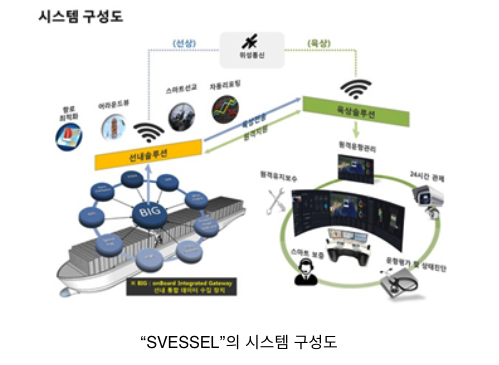 시스템 구성도
(선상)
(육상)
위성통신
항로
최적화
어라운드뷰
스마트선교
자동리포팅
선내솔루션
육상전송
원격지원
육상솔루션
원격운항관리
원격유지보수
24시간 관제
BIG
스마트 보증
운항평가 및 상태진단
※ BIG : onBoard Integrated Gateway
선내 통합 데이터 수집 장치
“SVESSEL”의 시스템 구성도